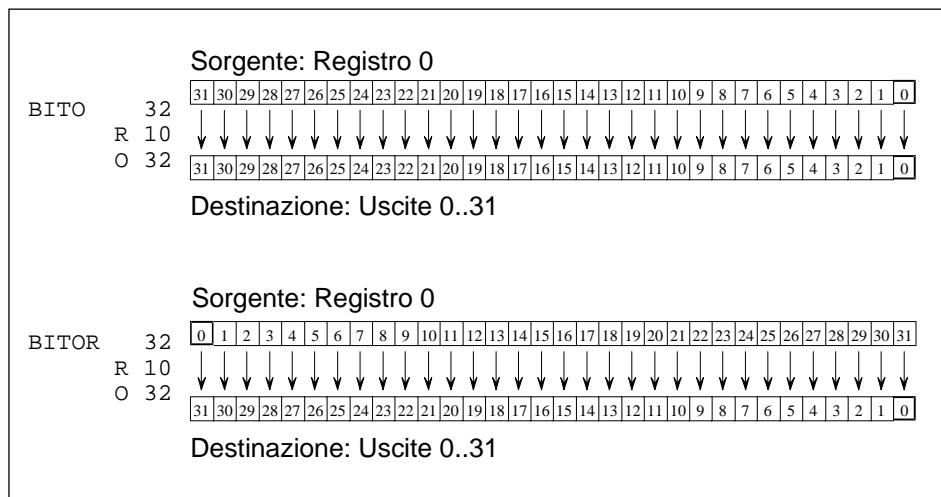 Sorgente: Registro 0
31 30 29 28 27 26 25 24 23 22 21 20 19 18 17 16 15 14 13 12 11 10 9 8 7 6 5 4 3 2 1 0
BITO 32
R 10
O 32
31 30 29 28 27 26 25 24 23 22 21 20 19 18 17 16 15 14 13 12 11 10 9 8 7 6 5 4 3 2 1 0
Destinazione: Uscite 0..31
Sorgente: Registro 0
0 1 2 3 4 5 6 7 8 9 10 11 12 13 14 15 16 17 18 19 20 21 22 23 24 25 26 27 28 29 30 31
BITOR 32
R 10
O 32
31 30 29 28 27 26 25 24 23 22 21 20 19 18 17 16 15 14 13 12 11 10 9 8 7 6 5 4 3 2 1 0
Destinazione: Uscite 0..31